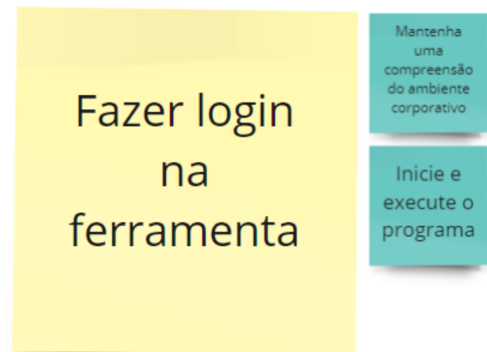 Fazer login
na
ferramenta
Mantenha
uma
compreensão
do ambiente
corporativo
Inicie e
execute o
programa